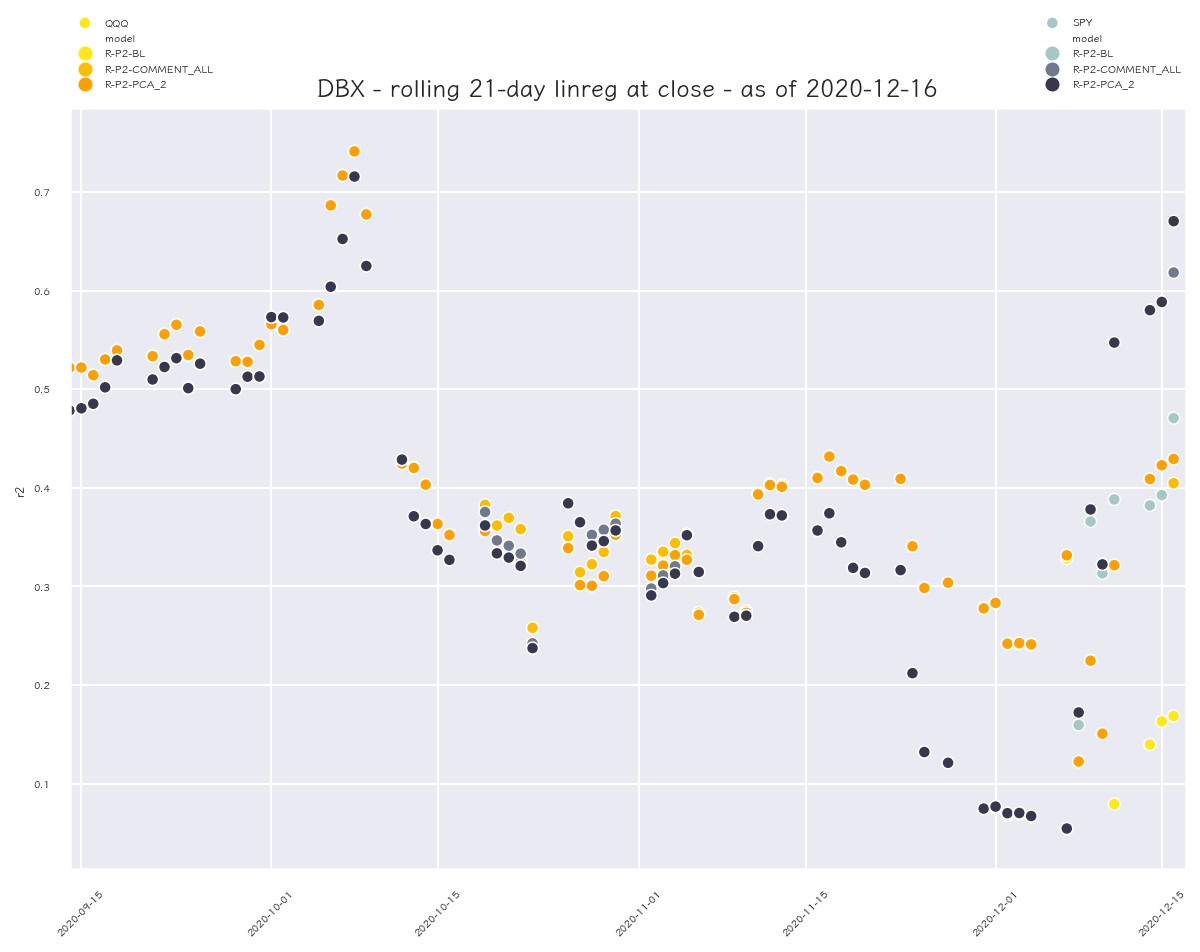 QQQ
model
R-P2-BL
R-P2-COMMENT_ALL
R-P2-PCA_2
SPY
model
R-P2-BL
R-P2-COMMENT_ALL
R-P2-PCA_2
DBX - rolling 21-day linreg at close - as of 2020-12-16
r2
0.7
0.6
0.5
0.4
0.3
0.2
0.1
2020-09-15
2020-10-01
2020-10-15
2020-11-01
2020-11-15
2020-12-01
2020-12-15